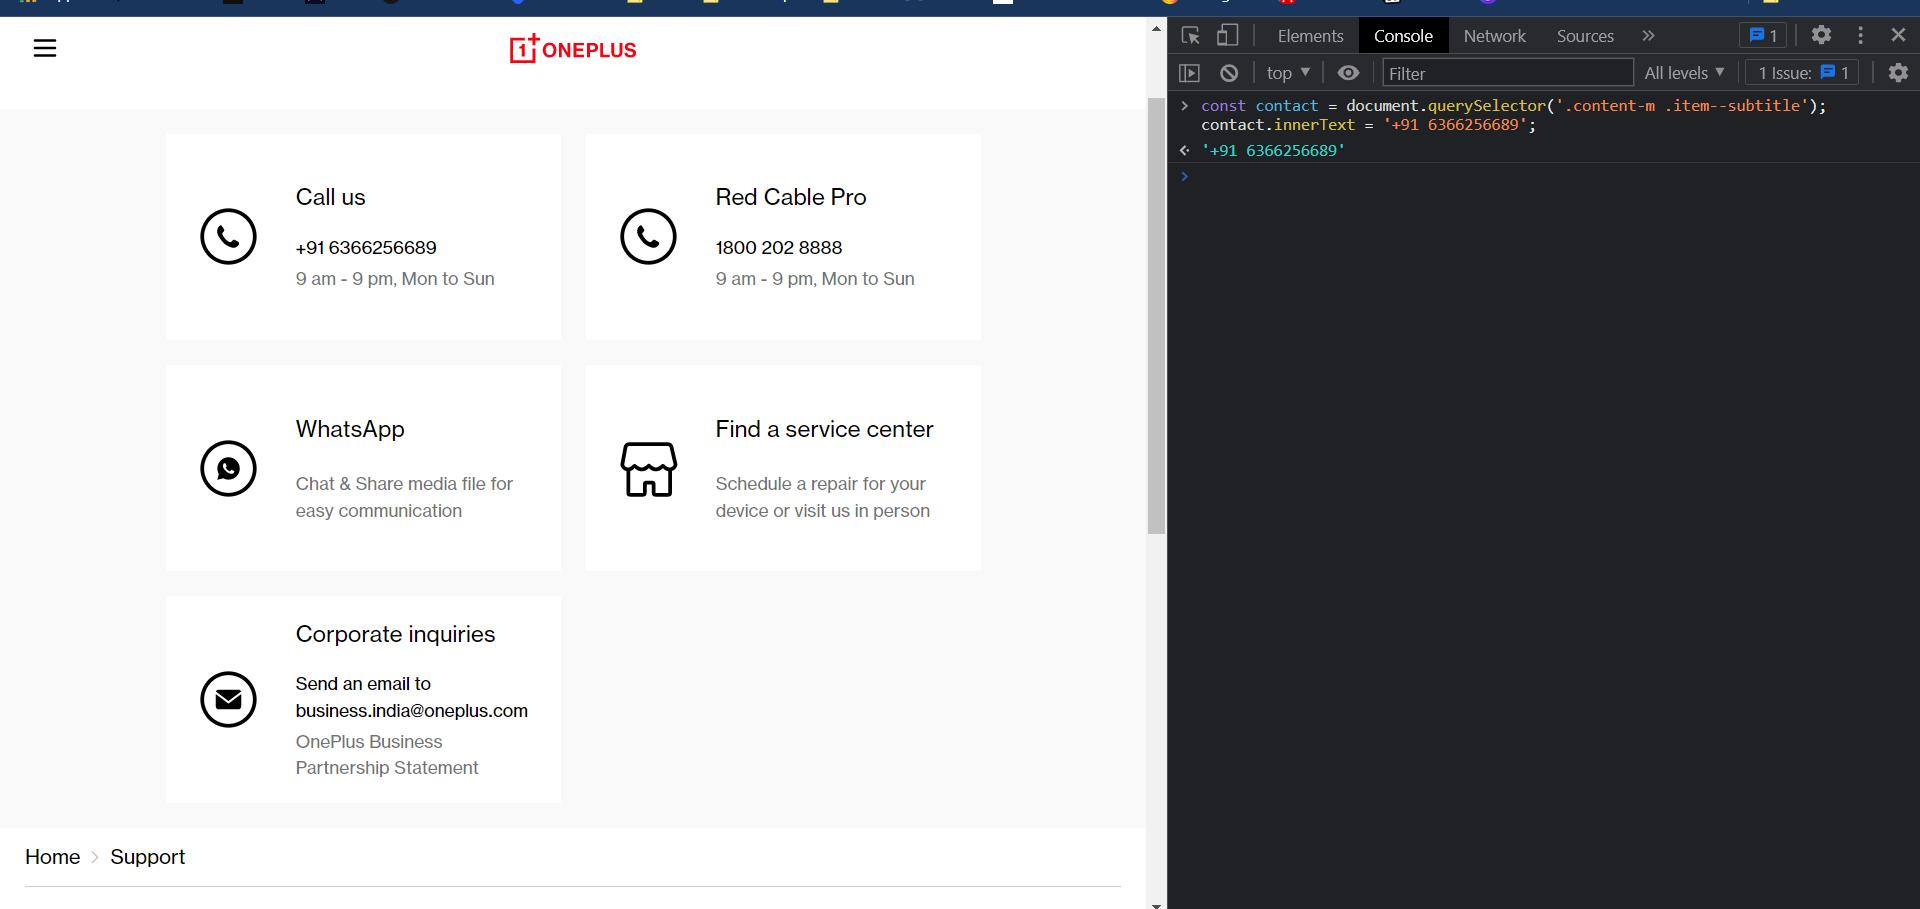 ONEPLUS
Call us
+91 6366256689
9 am - 9 pm, Mon to Sun
Red Cable Pro
1800 202 8888
9 am - 9 pm, Mon to Sun
WhatsApp
Chat & Share media file for
easy communication
Find a service center
Schedule a repair for your
device or visit us in person
Corporate inquiries
Send an email to
business.india@oneplus.com
OnePlus Business
Partnership Statement
Home > Support
Elements Console Network Sources 1
top Filter All levels 1 Issue: 1
const contact = document.querySelector('.content-m .item--subtitle');
contact.innerText = '+91 6366256689';
'+91 6366256689'